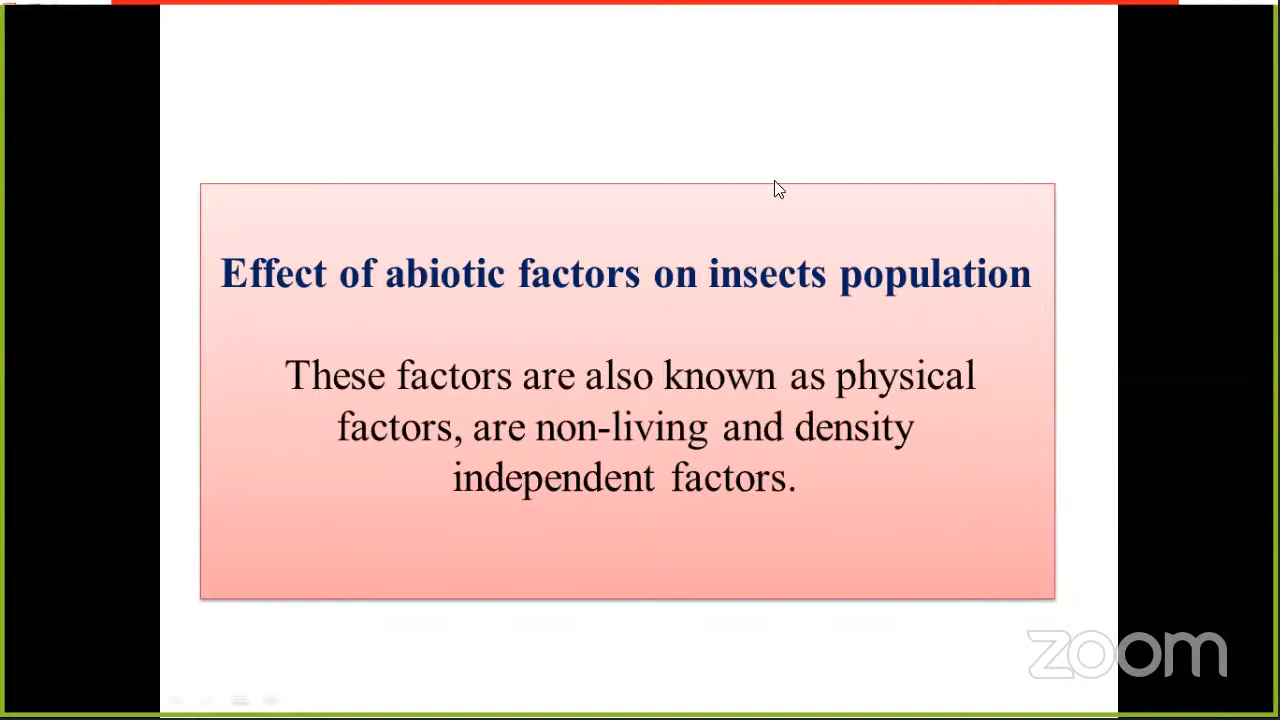 Effect of abiotic factors on insects population
These factors are also known as physical
factors, are non-living and density
independent factors.
zoom